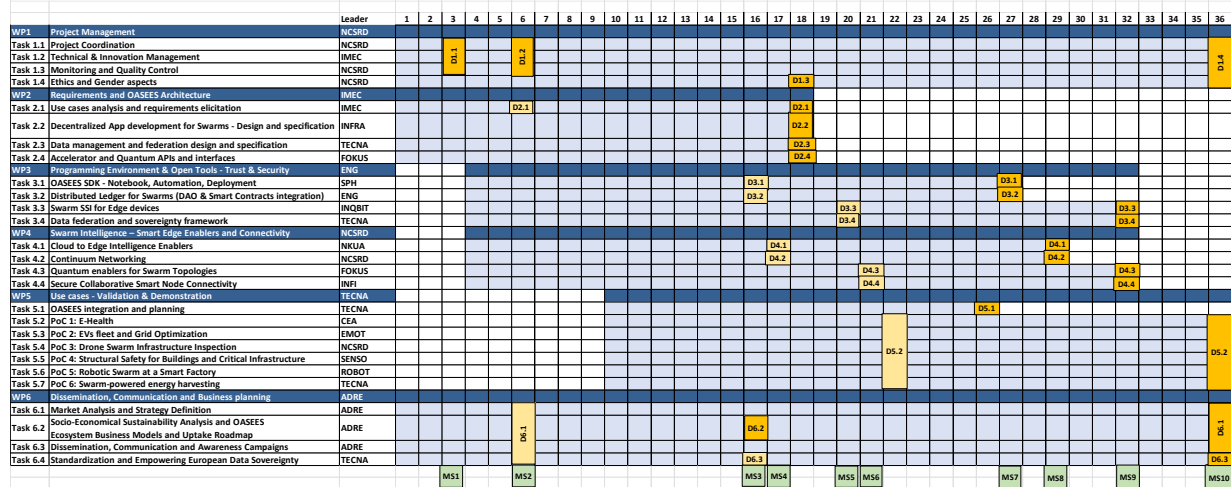 Leader 1 2 3 4 5 6 7 8 9 10 11 12 13 14 15 16 17 18 19 20 21 22 23 24 25 26 27 28 29 30 31 32 33 34 35 36
WP1 Project Management NCSRD
Task 1.1 Project Coordination NCSRD
Task 1.2 Technical & Innovation Management IMEC D1.1 D1.2 D1.4
Task 1.3 Monitoring and Quality Control NCSRD
Task 1.4 Ethics and Gender aspects NCSRD D1.3
WP2 Requirements and OASEES Architecture IMEC
Task 2.1 Use cases analysis and requirements elicitation IMEC D2.1 D2.1
Task 2.2 Decentralized App development for Swarms - Design and specification INFRA D2.2
Task 2.3 Data management and federation design and specification TECNA D2.3
Task 2.4 Accelerator and Quantum APIs and interfaces FOKUS D2.4
WP3 Programming Environment & Open Tools - Trust & Security ENG
Task 3.1 OASEES SDK - Notebook, Automation, Deployment SPH D3.1 D3.1
Task 3.2 Distributed Ledger for Swarms (DAO & Smart Contracts integration) ENG D3.2 D3.2
Task 3.3 Swarm SSI for Edge devices INQBIT D3.3 D3.3
Task 3.4 Data federation and sovereignty framework TECNA D3.4 D3.4
WP4 Swarm Intelligence – Smart Edge Enablers and Connectivity NCSRD
Task 4.1 Cloud to Edge Intelligence Enablers NKUA D4.1 D4.1
Task 4.2 Continuum Networking NCSRD D4.2 D4.2
Task 4.3 Quantum enablers for Swarm Topologies FOKUS D4.3 D4.3
Task 4.4 Secure Collaborative Smart Node Connectivity INFI D4.4 D4.4
WP5 Use cases - Validation & Demonstration TECNA
Task 5.1 OASEES integration and planning TECNA D5.1
Task 5.2 PoC 1: E-Health CEA
Task 5.3 PoC 2: EVs fleet and Grid Optimization EMOT
Task 5.4 PoC 3: Drone Swarm Infrastructure Inspection NCSRD
Task 5.5 PoC 4: Structural Safety for Buildings and Critical Infrastructure SENSO D5.2 D5.2
Task 5.6 PoC 5: Robotic Swarm at a Smart Factory ROBOT
Task 5.7 PoC 6: Swarm-powered energy harvesting TECNA
WP6 Dissemination, Communication and Business planning ADRE
Task 6.1 Market Analysis and Strategy Definition ADRE
Task 6.2 Socio-Economical Sustainability Analysis and OASEES
Ecosystem Business Models and Uptake Roadmap ADRE D6.1 D6.2 D6.1
Task 6.3 Dissemination, Communication and Awareness Campaigns ADRE
Task 6.4 Standardization and Empowering European Data Sovereignty TECNA D6.3 D6.3
MS1 MS2 MS3 MS4 MS5 MS6 MS7 MS8 MS9 MS10